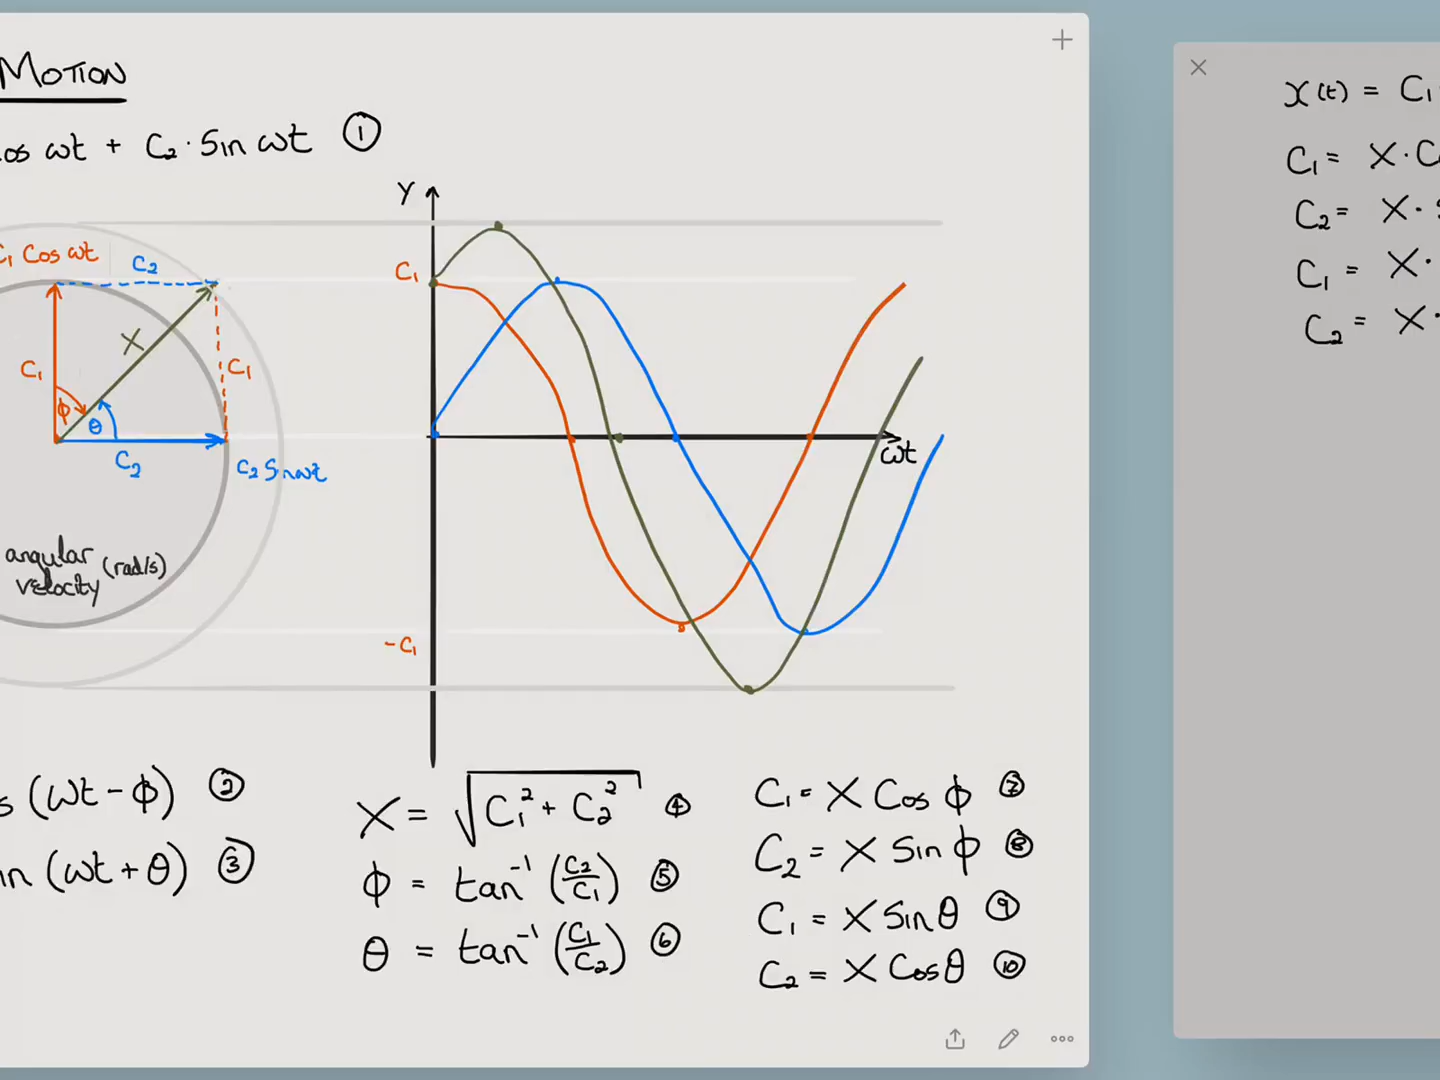 MOTION
os ωt + C₂ · Sin ωt ①
Y
C₁ Cos ωt
C₂
X
C₁
C₁
ϕ
θ
C₂
C₂ Sin ωt
angular
velocity (rad/s)
C₁
-C₁
ωt
s (ωt - ϕ) ②
in (ωt + θ) ③
X = √C₁² + C₂² ④
ϕ = tan⁻¹ (C₂/C₁) ⑤
θ = tan⁻¹ (C₁/C₂) ⑥
C₁ = X Cos ϕ ⑦
C₂ = X Sin ϕ ⑧
C₁ = X Sin θ ⑨
C₂ = X Cos θ ⑩
x(t) = C₁
C₁ = X · C
C₂ = X ·
C₁ = X ·
C₂ = X ·